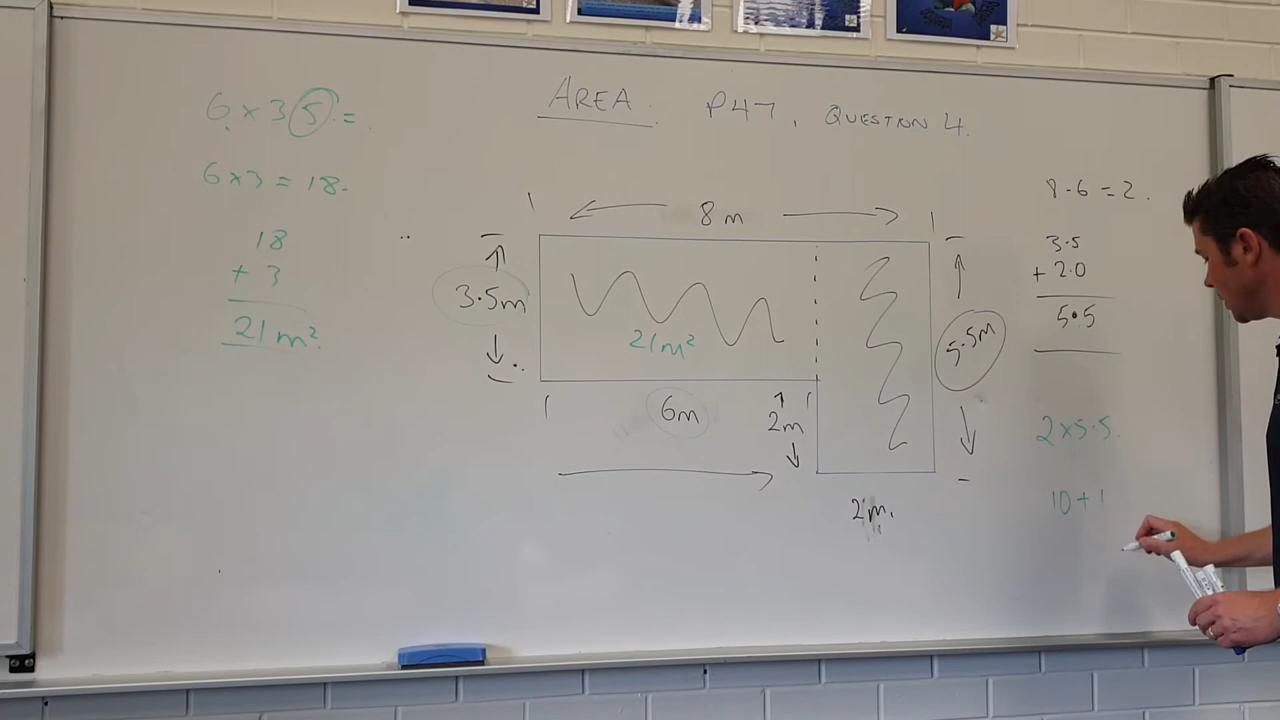 AREA. P47, QUESTION 4.
6 × 3.5 =
6 × 3 = 18.
18
+ 3
21m²
8m
3.5m
21m²
5.5m
6m
2m
2m.
8-6 = 2.
3.5
+ 2.0
5.5
2×5.5.
10+1